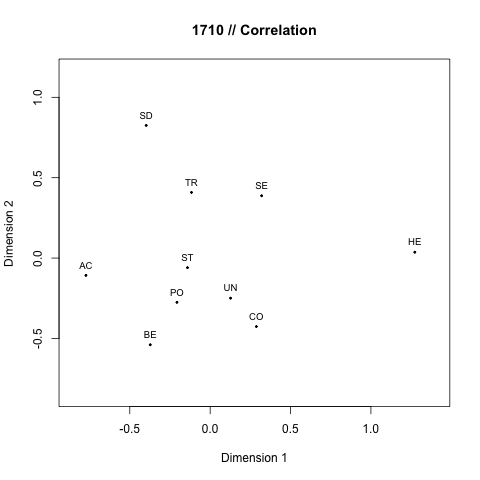 1710 // Correlation
1.0
0.5
0.0
-0.5
Dimension 2
SD
TR
SE
HE
ST
AC
PO
UN
CO
BE
-0.5
0.0
0.5
1.0
Dimension 1